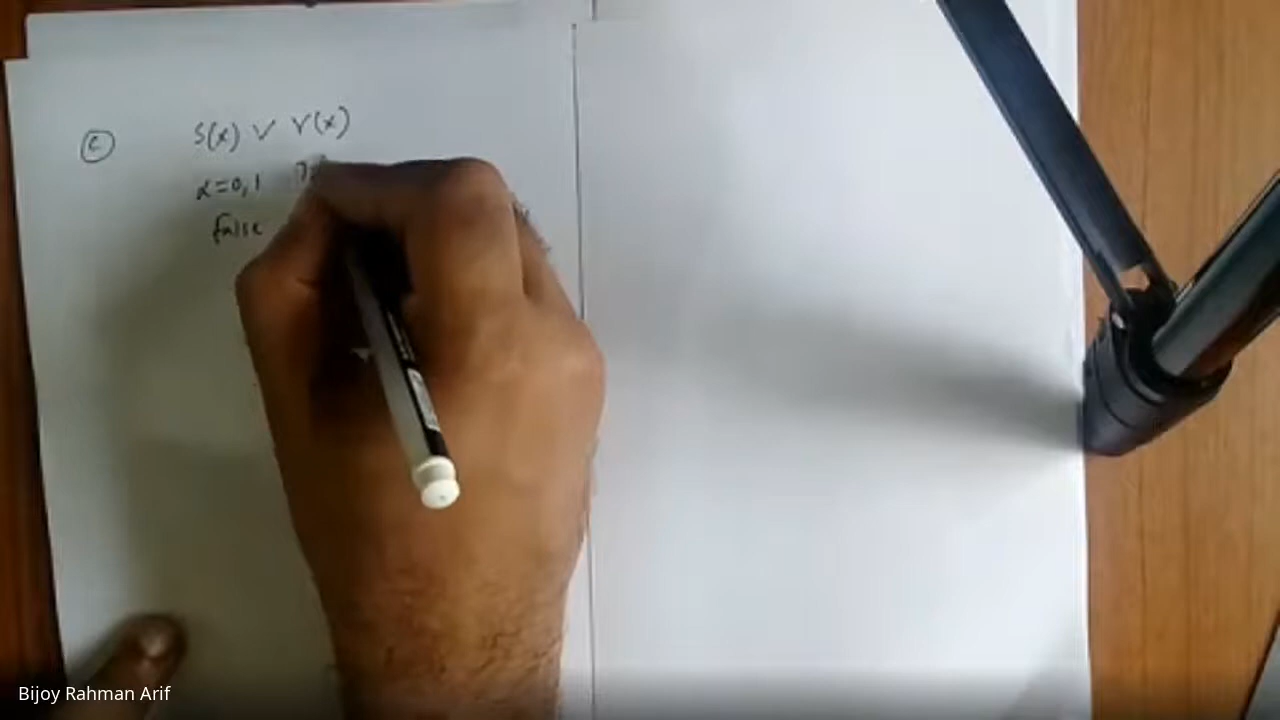 (c) S(x) ∨ Y(x)
x=0,1
false
Bijoy Rahman Arif